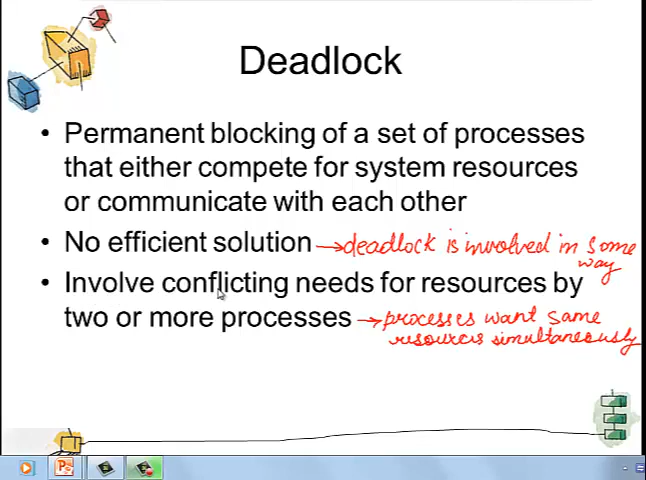 Deadlock
• Permanent blocking of a set of processes
that either compete for system resources
or communicate with each other
• No efficient solution →deadlock is involved in some
way
• Involve conflicting needs for resources by
two or more processes →processes want same
resources simultaneously